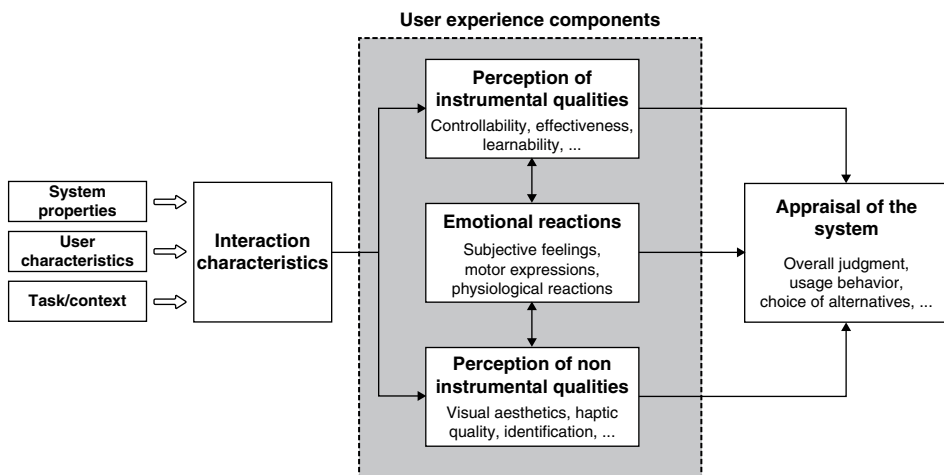 User experience components
Perception of
instrumental qualities
Controllability, effectiveness,
learnability, ...
System
properties
User
characteristics
Task/context
Interaction
characteristics
Emotional reactions
Subjective feelings,
motor expressions,
physiological reactions
Perception of non
instrumental qualities
Visual aesthetics, haptic
quality, identification, ...
Appraisal of the
system
Overall judgment,
usage behavior,
choice of alternatives, ...